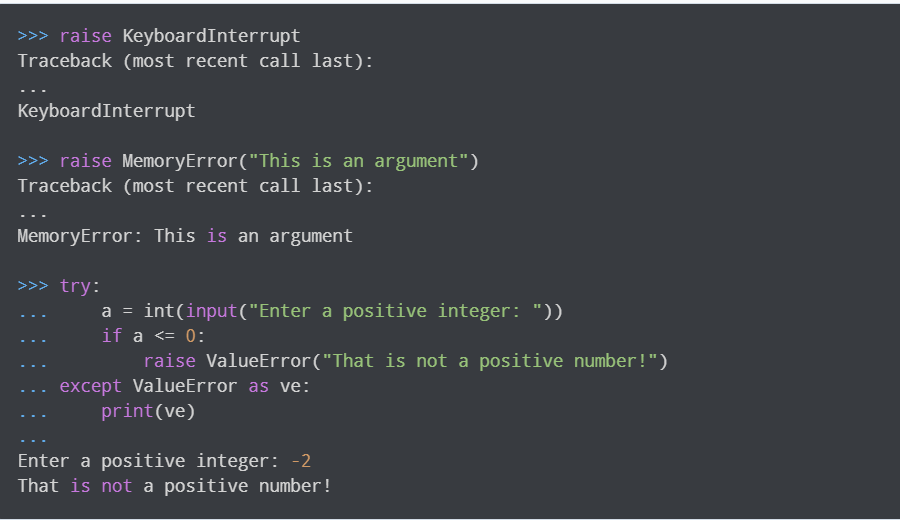 >>> raise KeyboardInterrupt
Traceback (most recent call last):
...
KeyboardInterrupt

>>> raise MemoryError("This is an argument")
Traceback (most recent call last):
...
MemoryError: This is an argument

>>> try:
...     a = int(input("Enter a positive integer: "))
...     if a <= 0:
...         raise ValueError("That is not a positive number!")
... except ValueError as ve:
...     print(ve)
...
Enter a positive integer: -2
That is not a positive number!